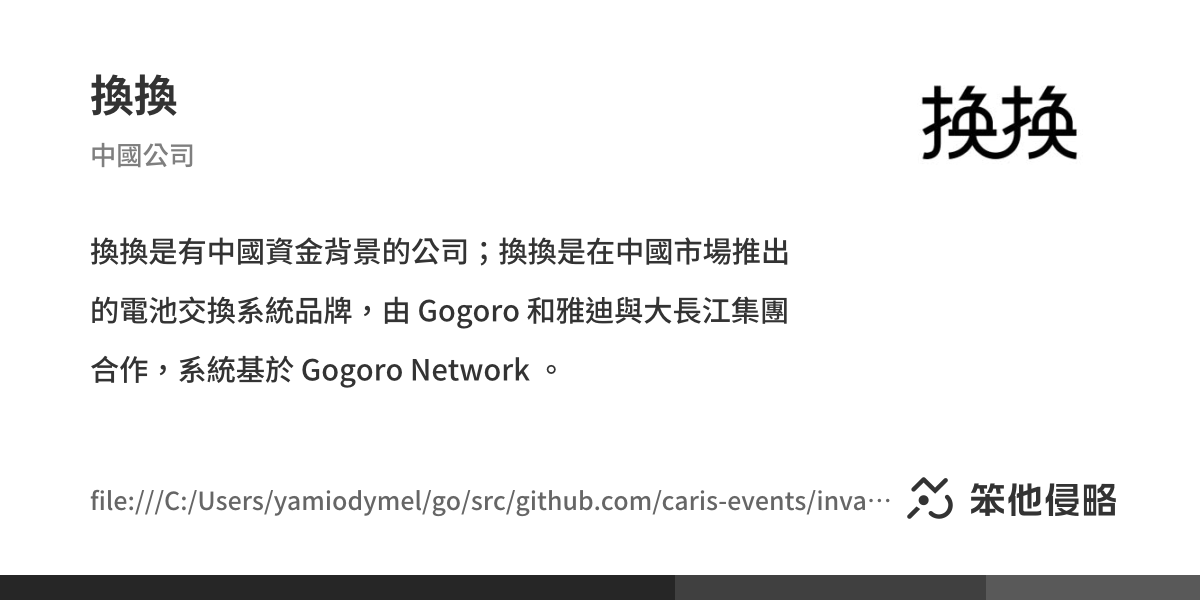 換換
換換
中國公司
換換是有中國資金背景的公司；換換是在中國市場推出
的電池交換系統品牌，由 Gogoro 和雅迪與大長江集團
合作，系統基於 Gogoro Network 。
file:///C:/Users/yamiodymel/go/src/github.com/caris-events/inva…
笨他侵略